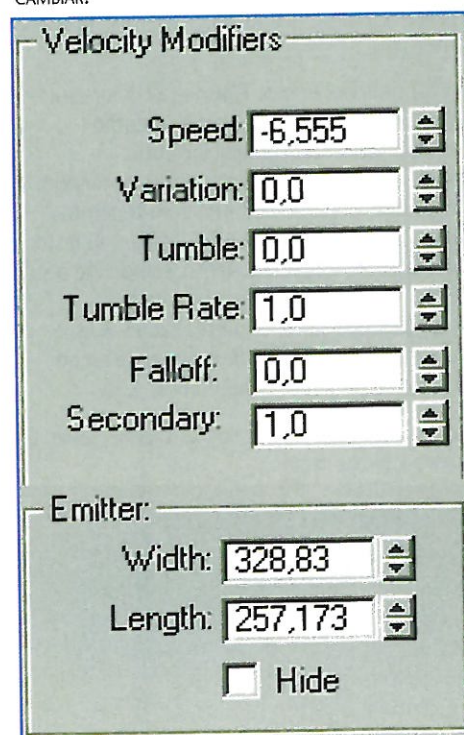 CAMBIAR.
Velocity Modifiers
Speed: -6,555
Variation: 0,0
Tumble: 0,0
Tumble Rate: 1,0
Falloff: 0,0
Secondary: 1,0
Emitter:
Width: 328,83
Length: 257,173
Hide